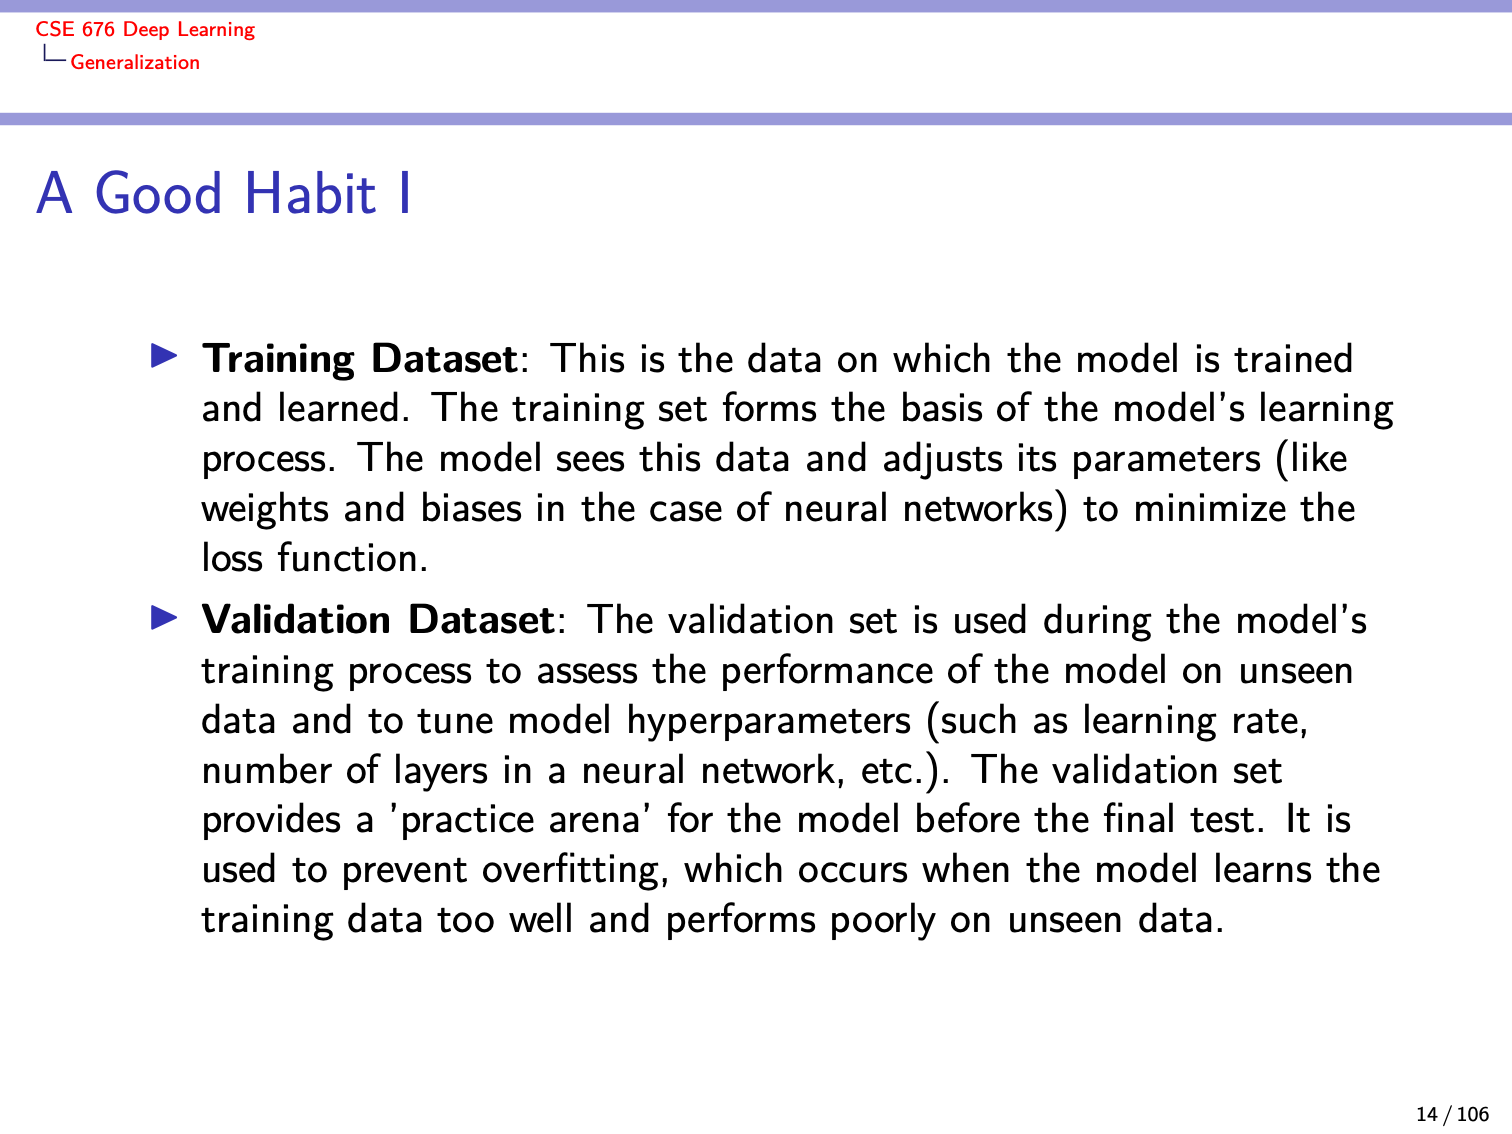 CSE 676 Deep Learning
Generalization
A Good Habit I
Training Dataset: This is the data on which the model is trained
and learned. The training set forms the basis of the model's learning
process. The model sees this data and adjusts its parameters (like
weights and biases in the case of neural networks) to minimize the
loss function.
Validation Dataset: The validation set is used during the model's
training process to assess the performance of the model on unseen
data and to tune model hyperparameters (such as learning rate,
number of layers in a neural network, etc.). The validation set
provides a 'practice arena' for the model before the final test. It is
used to prevent overfitting, which occurs when the model learns the
training data too well and performs poorly on unseen data.
14 / 106